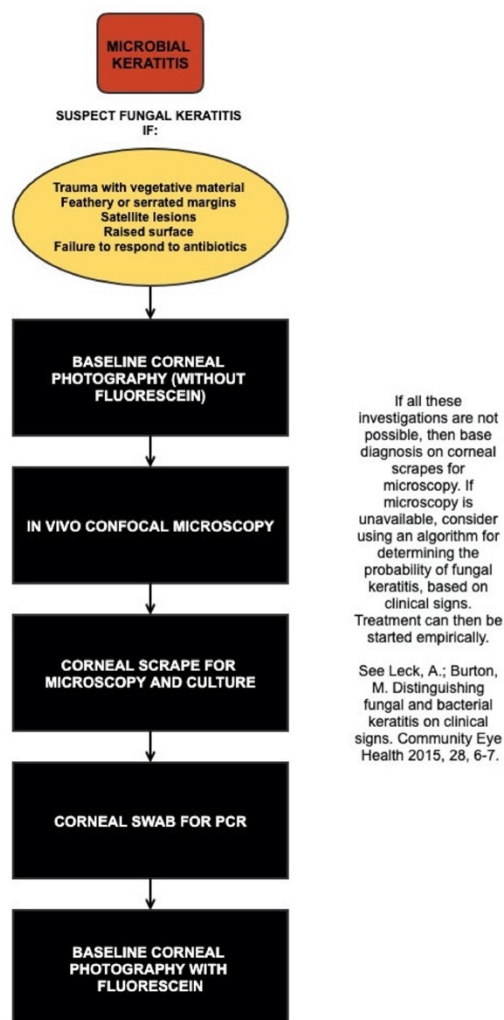 MICROBIAL
KERATITIS
SUSPECT FUNGAL KERATITIS
IF:
Trauma with vegetative material
Feathery or serrated margins
Satellite lesions
Raised surface
Failure to respond to antibiotics
BASELINE CORNEAL
PHOTOGRAPHY (WITHOUT
FLUORESCEIN)
IN VIVO CONFOCAL MICROSCOPY
CORNEAL SCRAPE FOR
MICROSCOPY AND CULTURE
CORNEAL SWAB FOR PCR
BASELINE CORNEAL
PHOTOGRAPHY WITH
FLUORESCEIN
If all these
investigations are not
possible, then base
diagnosis on corneal
scrapes for
microscopy. If
microscopy is
unavailable, consider
using an algorithm for
determining the
probability of fungal
keratitis, based on
clinical signs.
Treatment can then be
started empirically.
See Leck, A.; Burton,
M. Distinguishing
fungal and bacterial
keratitis on clinical
signs. Community Eye
Health 2015, 28, 6-7.